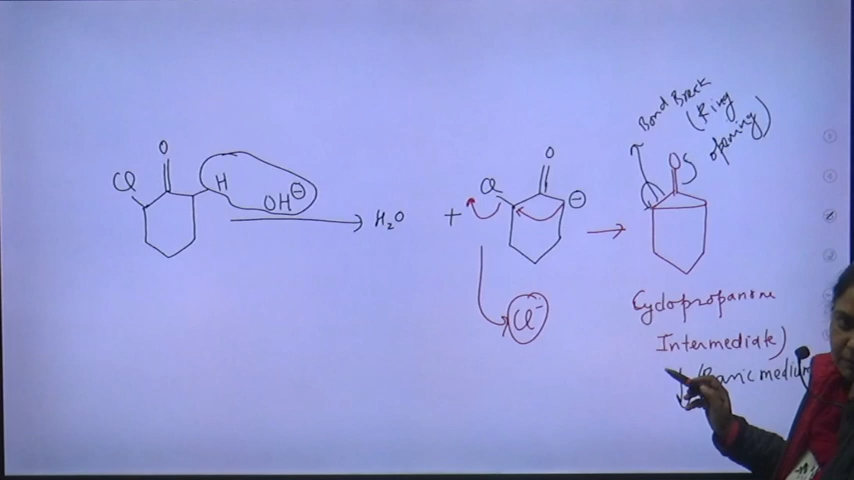 O
Cl
H
OH⊖
H₂O
+
O
Cl
⊖
Cl⁻
Bond Break
(Ring
opening)
O
Cyclopropanone
Intermediate)
(Basic medium